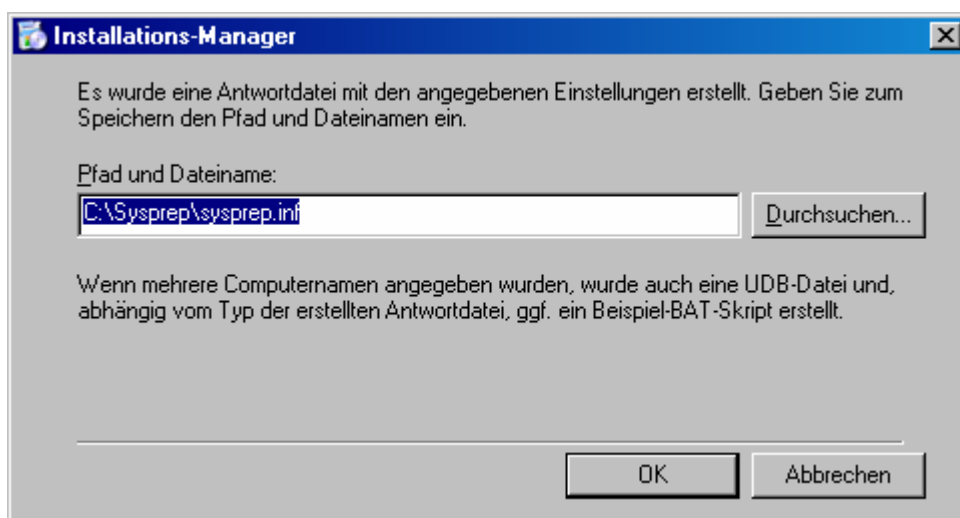 Installations-Manager
Es wurde eine Antwortdatei mit den angegebenen Einstellungen erstellt. Geben Sie zum
Speichern den Pfad und Dateinamen ein.
Pfad und Dateiname:
C:\Sysprep\sysprep.inf
Durchsuchen...
Wenn mehrere Computernamen angegeben wurden, wurde auch eine UDB-Datei und,
abhängig vom Typ der erstellten Antwortdatei, ggf. ein Beispiel-BAT-Skript erstellt.
OK
Abbrechen